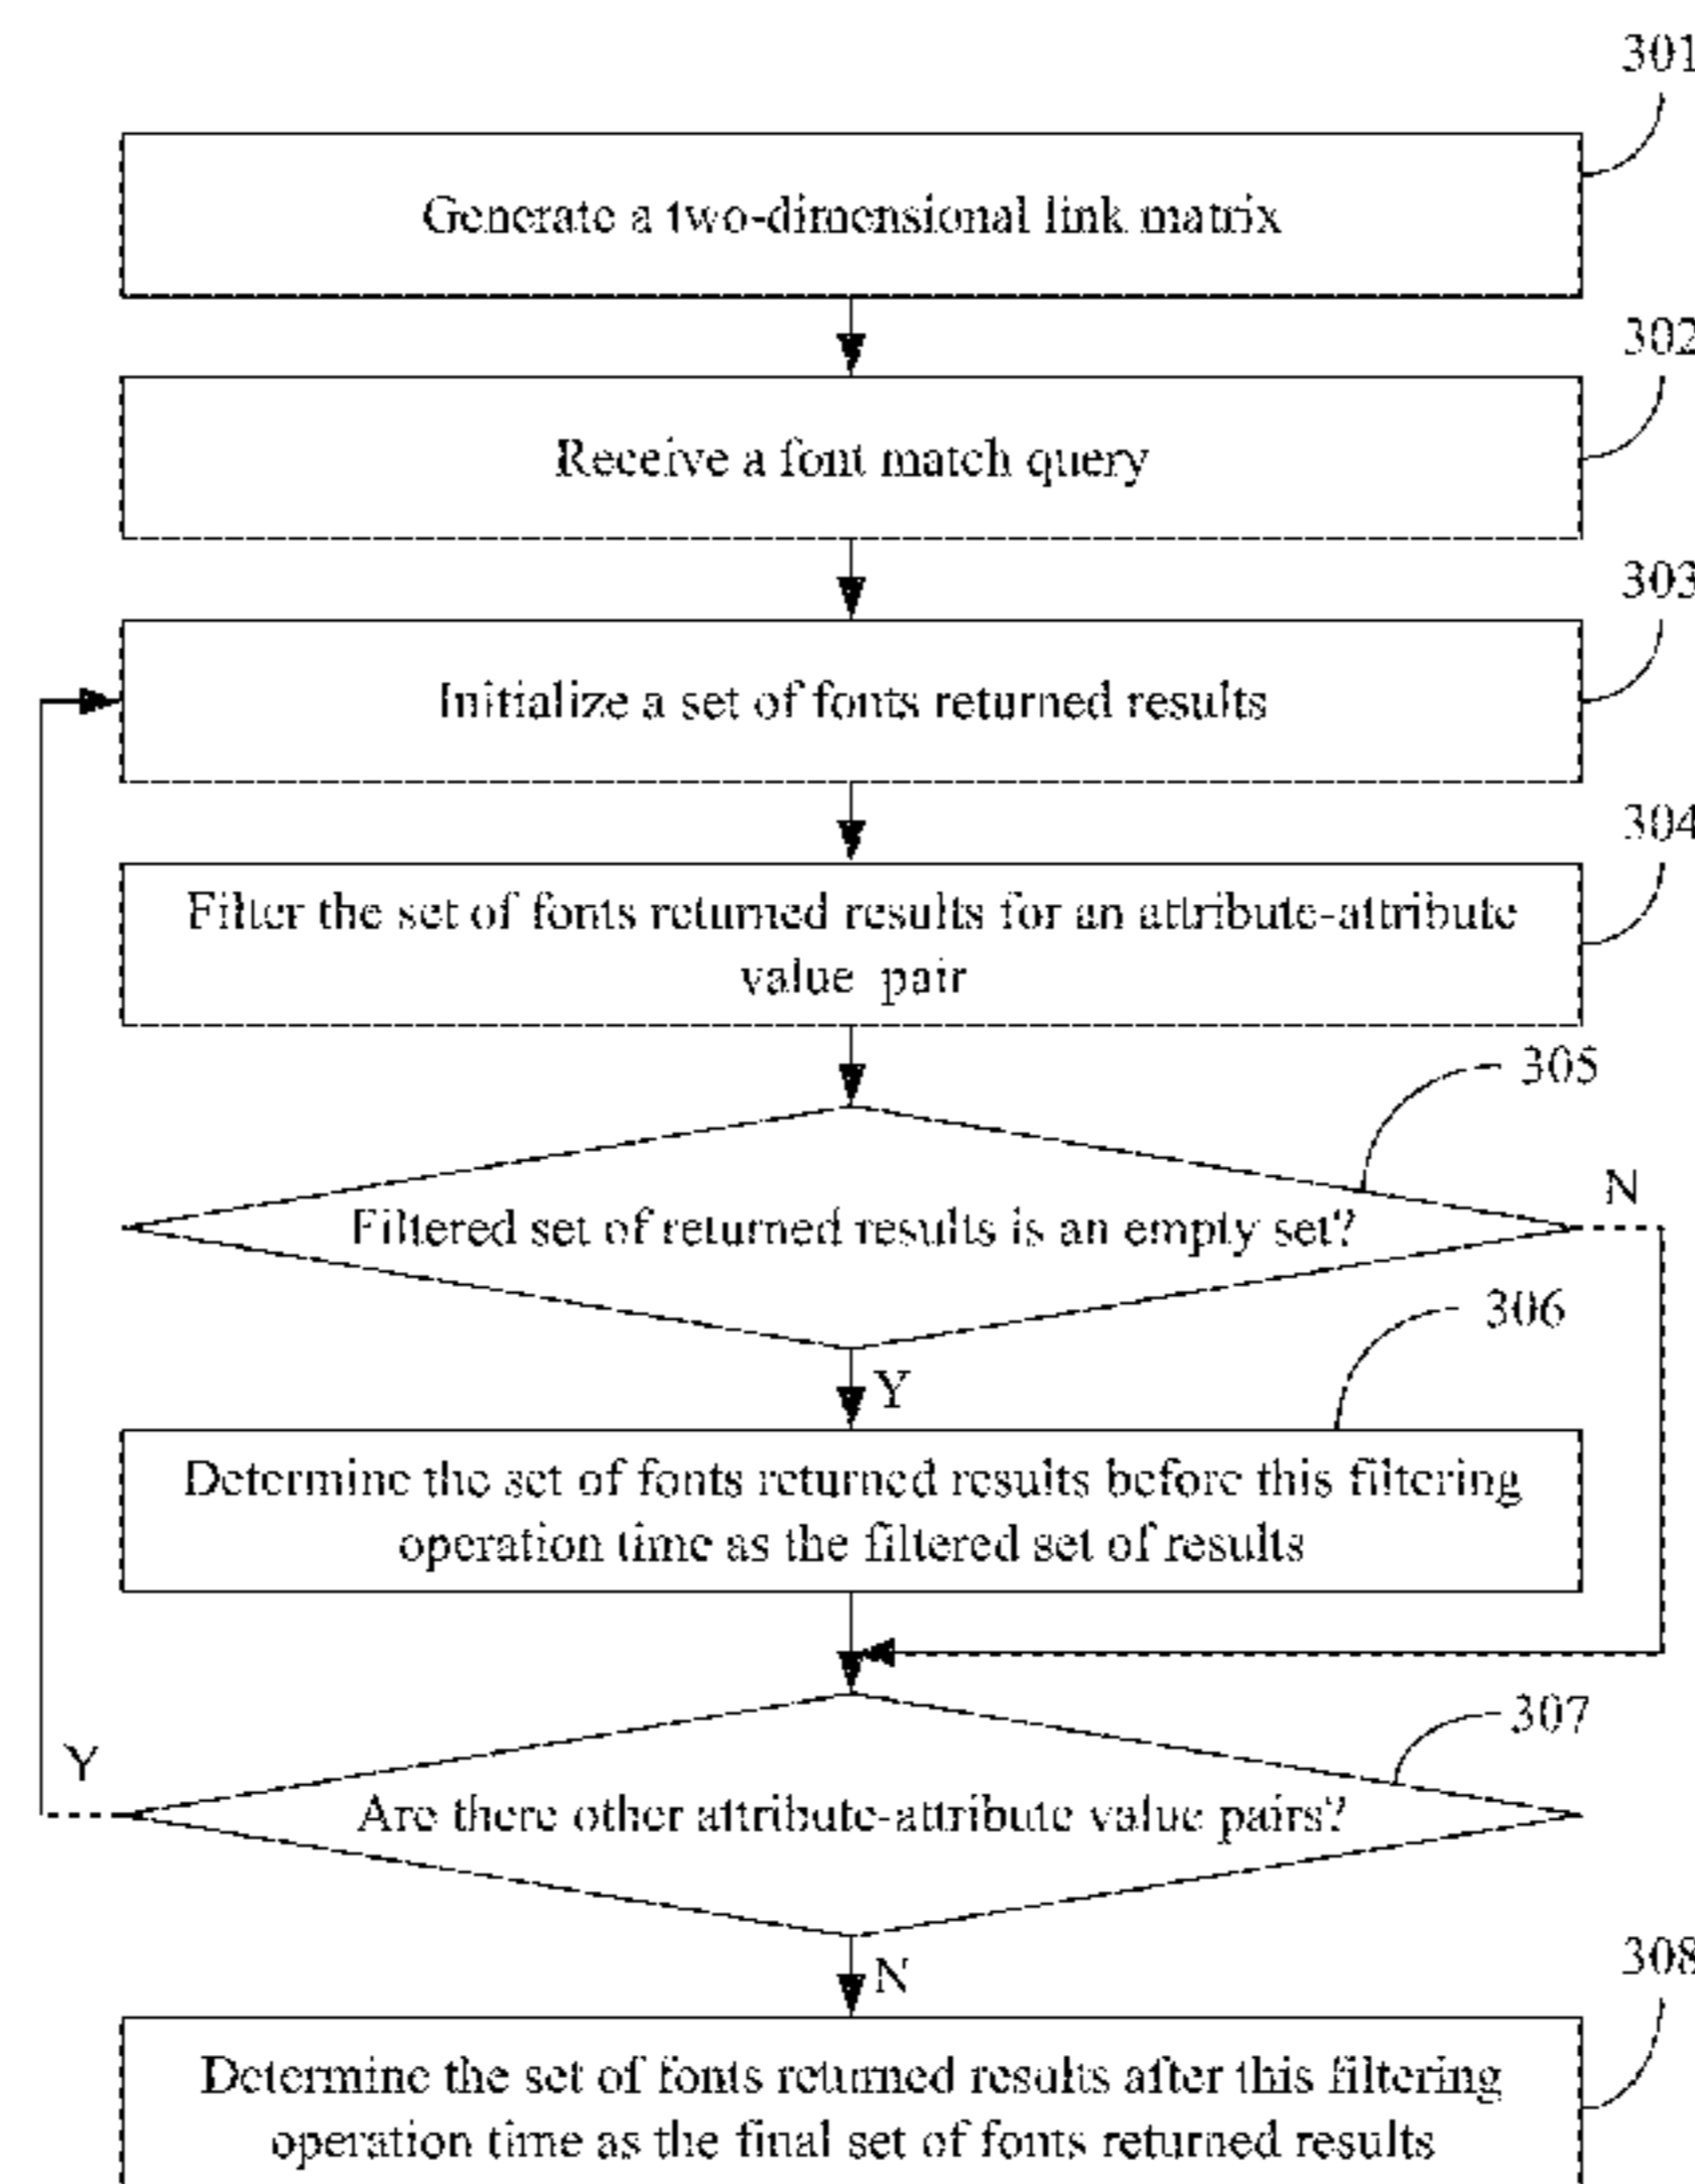 301
Generate a two-dimensional link matrix
302
Receive a font match query
303
Initialize a set of fonts returned results
304
Filter the set of fonts returned results for an attribute-attribute
value pair
305
N
Filtered set of returned results is an empty set?
306
Y
Determine the set of fonts returned results before this filtering
operation time as the filtered set of results
307
Y
Are there other attribute-attribute value pairs?
308
N
Determine the set of fonts returned results after this filtering
operation time as the final set of fonts returned results